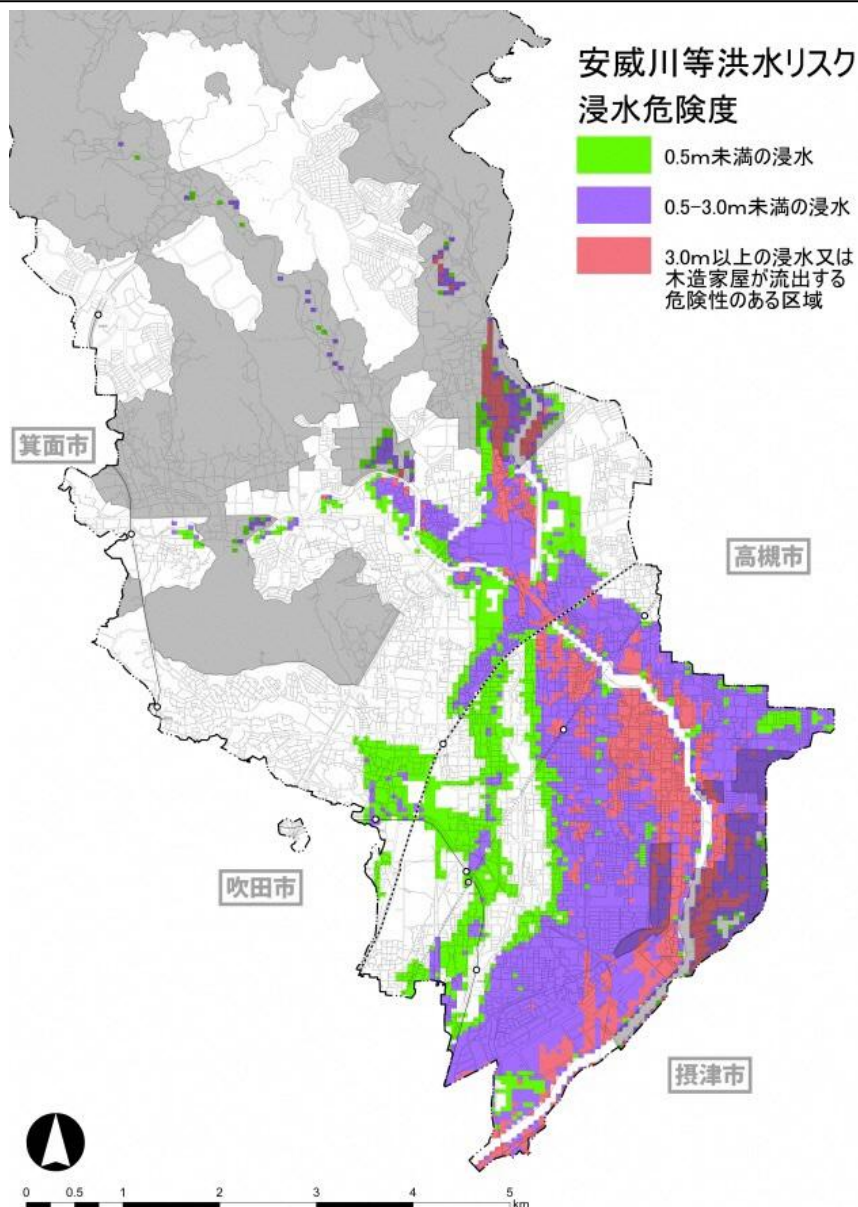 安威川等洪水リスク
浸水危険度
0.5m未満の浸水
0.5-3.0m未満の浸水
3.0m以上の浸水又は
木造家屋が流出する
危険性のある区域
箕面市
高槻市
吹田市
摂津市
0 0.5 1 2 3 4 5
km